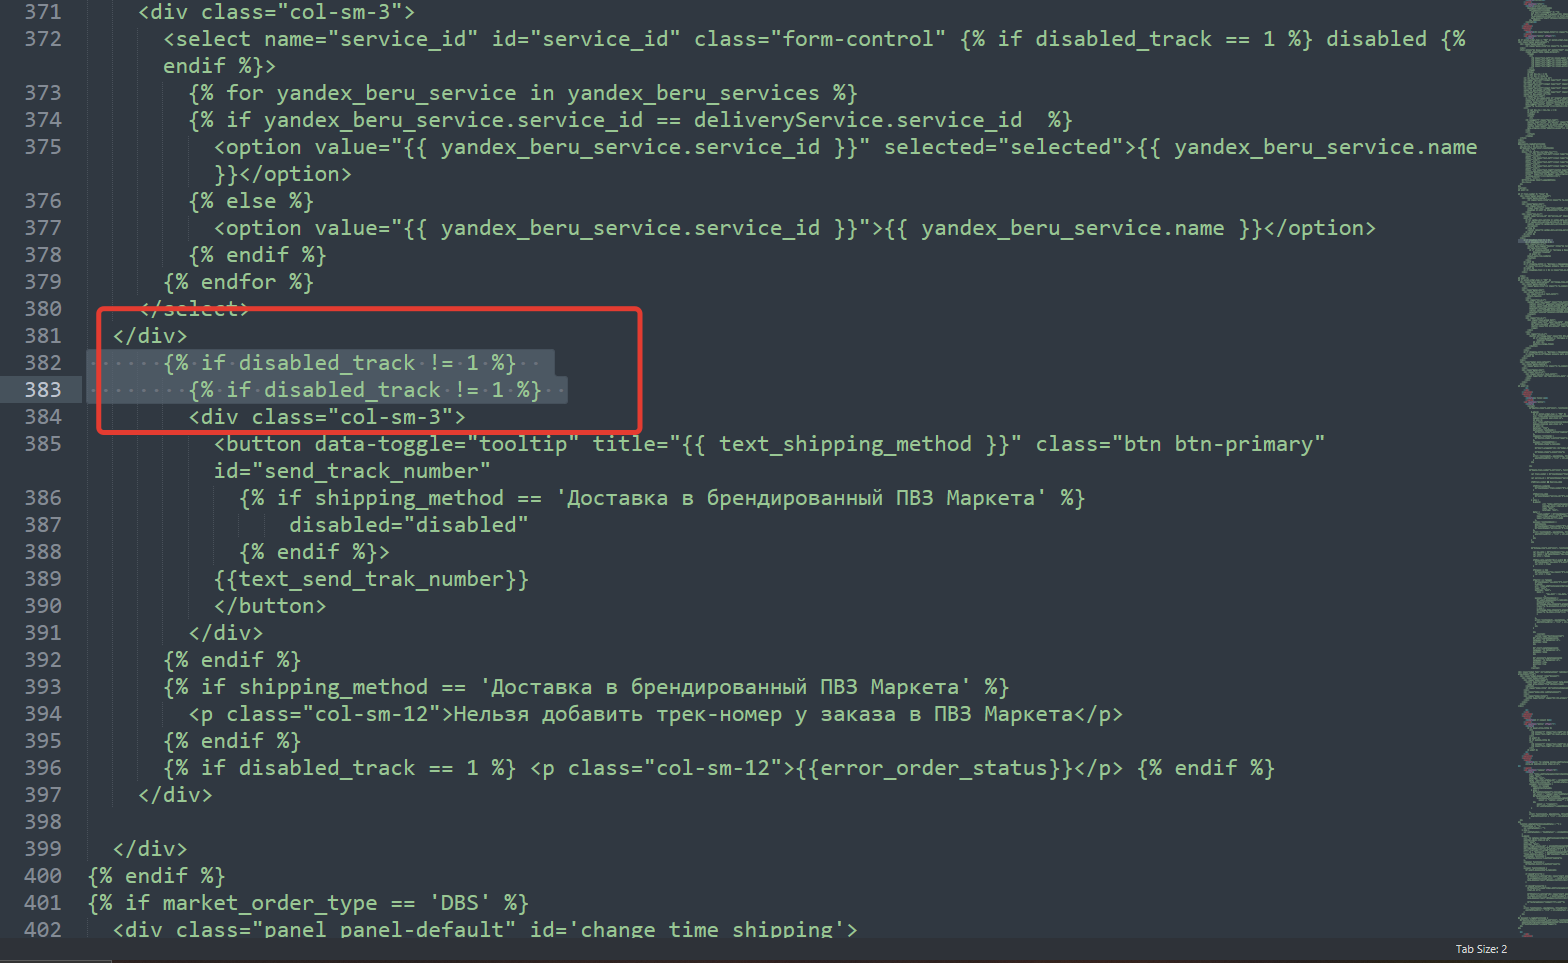 371 <div class="col-sm-3">
372 <select name="service_id" id="service_id" class="form-control" {% if disabled_track == 1 %} disabled {%
endif %}>
373 {% for yandex_beru_service in yandex_beru_services %}
374 {% if yandex_beru_service.service_id == deliveryService.service_id  %}
375 <option value="{{ yandex_beru_service.service_id }}" selected="selected">{{ yandex_beru_service.name
}}</option>
376 {% else %}
377 <option value="{{ yandex_beru_service.service_id }}">{{ yandex_beru_service.name }}</option>
378 {% endif %}
379 {% endfor %}
380 </select>
381 </div>
382 {% if disabled_track != 1 %}
383 {% if disabled_track != 1 %}
384 <div class="col-sm-3">
385 <button data-toggle="tooltip" title="{{ text_shipping_method }}" class="btn btn-primary"
id="send_track_number"
386 {% if shipping_method == 'Доставка в брендированный ПВЗ Маркета' %}
387 disabled="disabled"
388 {% endif %}>
389 {{text_send_trak_number}}
390 </button>
391 </div>
392 {% endif %}
393 {% if shipping_method == 'Доставка в брендированный ПВЗ Маркета' %}
394 <p class="col-sm-12">Нельзя добавить трек-номер у заказа в ПВЗ Маркета</p>
395 {% endif %}
396 {% if disabled_track == 1 %} <p class="col-sm-12">{{error_order_status}}</p> {% endif %}
397 </div>
398
399 </div>
400 {% endif %}
401 {% if market_order_type == 'DBS' %}
402 <div class="panel panel-default" id='change_time_shipping'>
Tab Size: 2